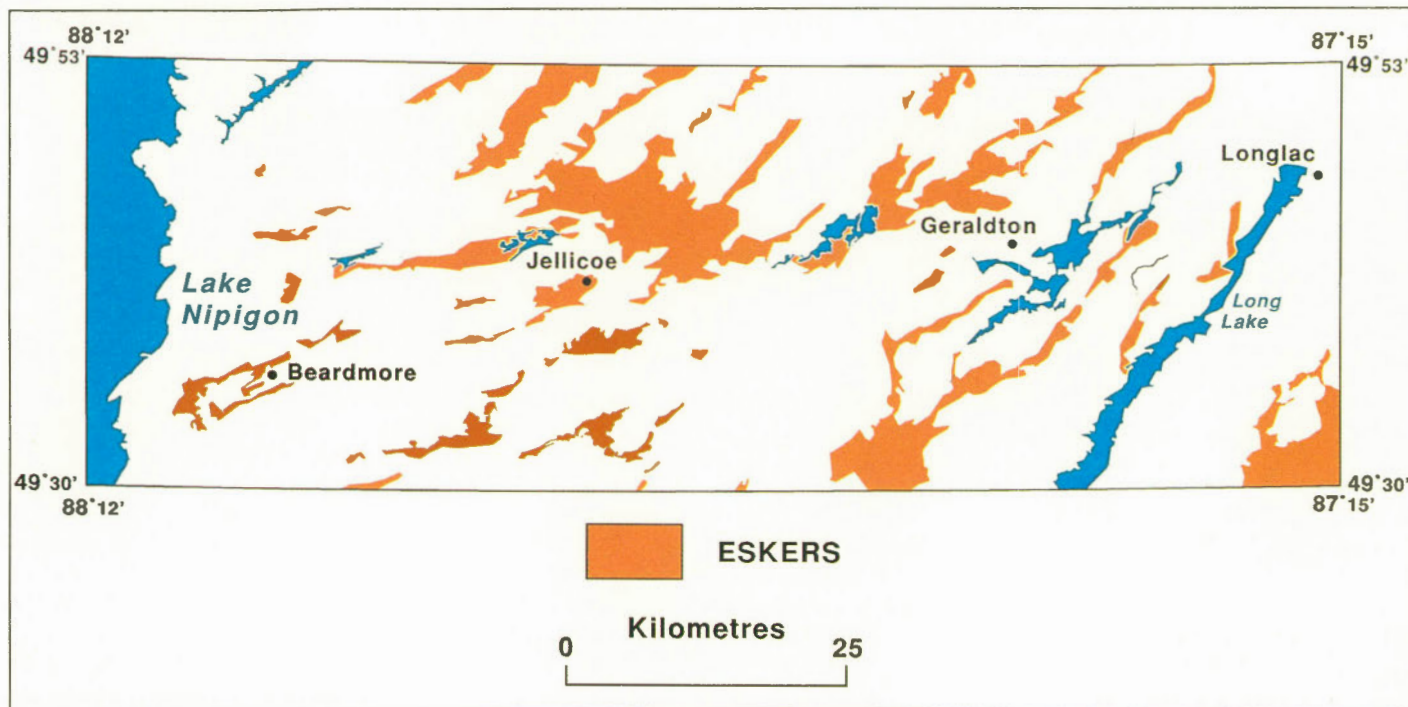 88°12'
87°15'
49°53'
49°53'
Longlac
Geraldton
Jellicoe
Lake
Nipigon
Long
Lake
Beardmore
49°30'
49°30'
88°12'
87°15'
ESKERS
Kilometres
0 25